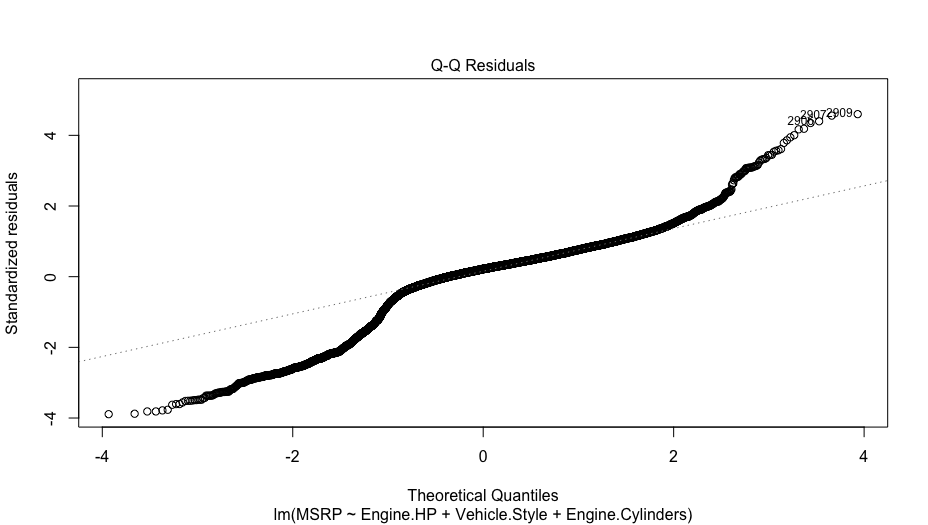 Q-Q Residuals
2907 2909
4
2
0
-2
-4
Standardized residuals
-4 -2 0 2 4
Theoretical Quantiles
lm(MSRP ~ Engine.HP + Vehicle.Style + Engine.Cylinders)